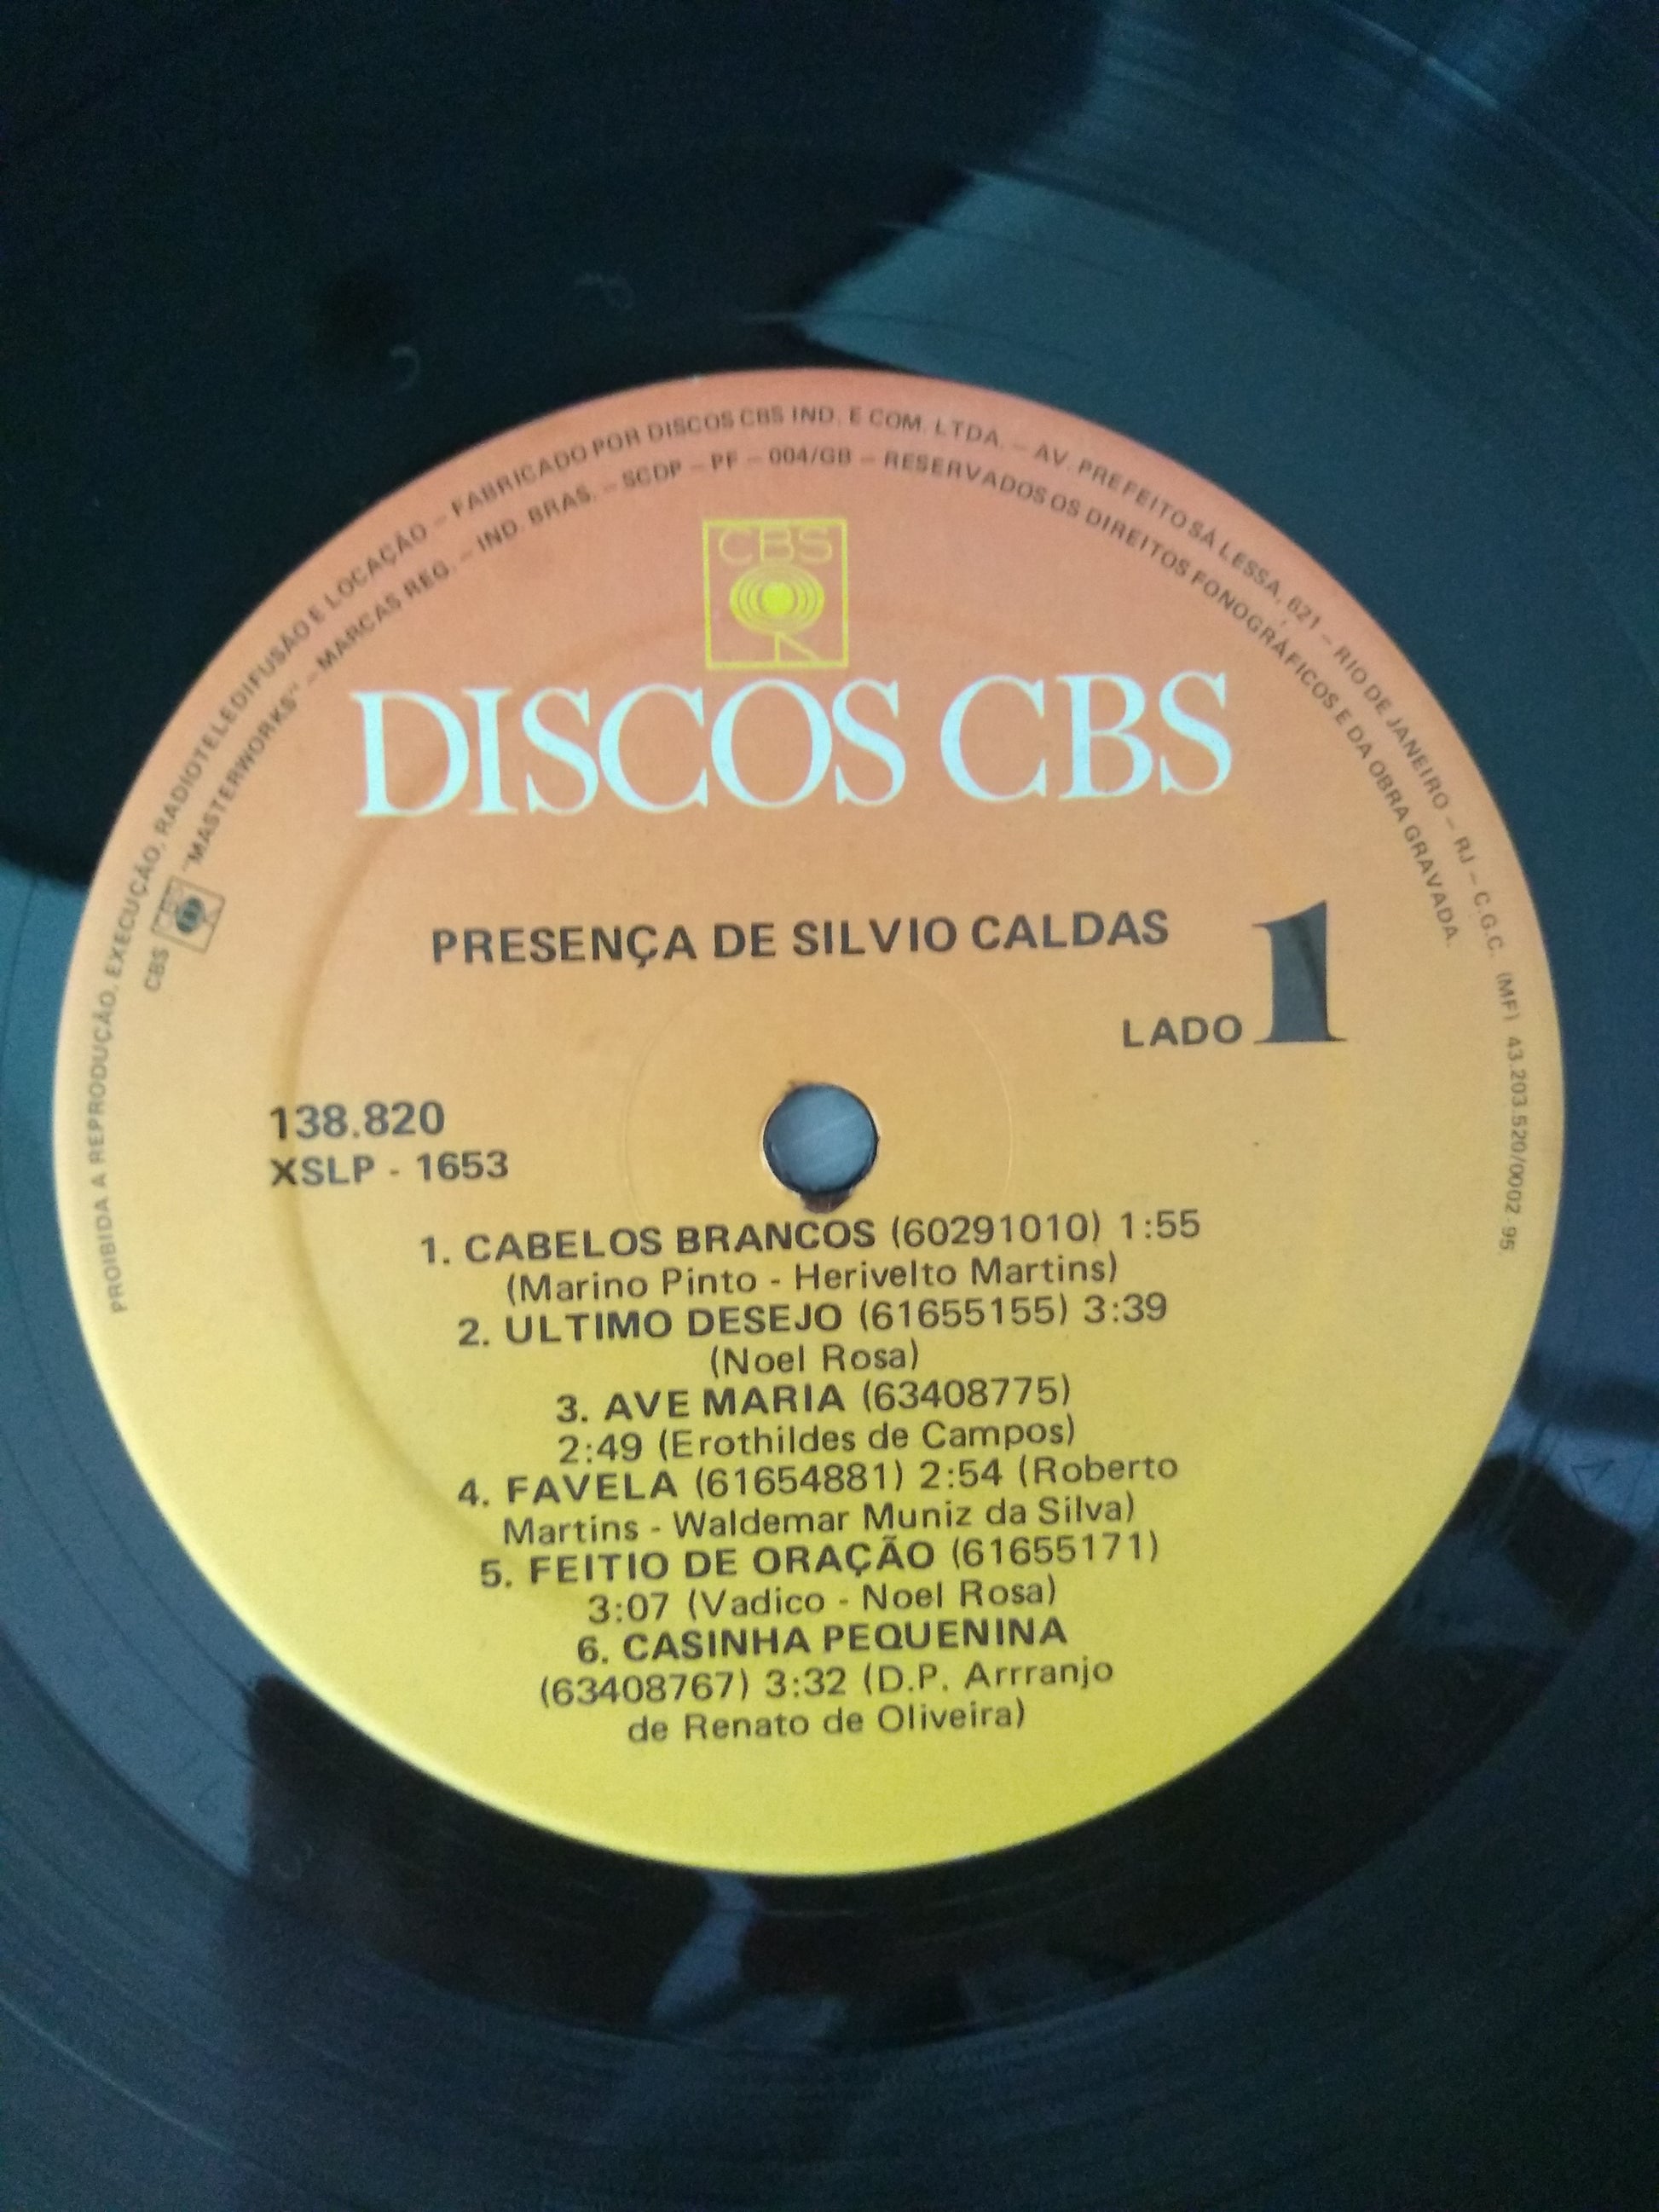 PROIBIDA A REPRODUÇÃO, EXECUÇÃO, RADIOTELEDIFUSÃO E LOCAÇÃO – FABRICADO POR DISCOS CBS IND. E COM. LTDA. – AV. PREFEITO SÁ LESSA, 621 – RIO DE JANEIRO – RJ – C.G.C. (MF) 43.203.520/0002 95
CBS "MASTERWORKS" – MARCAS REG. – IND. BRAS. – SCDP – PF – 004/GB – RESERVADOS OS DIREITOS FONOGRÁFICOS E DA OBRA GRAVADA.
CBS
DISCOS CBS
PRESENÇA DE SILVIO CALDAS
LADO 1
138.820
XSLP - 1653
1. CABELOS BRANCOS (60291010) 1:55
(Marino Pinto - Herivelto Martins)
2. ULTIMO DESEJO (61655155) 3:39
(Noel Rosa)
3. AVE MARIA (63408775)
2:49 (Erothildes de Campos)
4. FAVELA (61654881) 2:54 (Roberto
Martins - Waldemar Muniz da Silva)
5. FEITIO DE ORAÇÃO (61655171)
3:07 (Vadico - Noel Rosa)
6. CASINHA PEQUENINA
(63408767) 3:32 (D.P. Arrranjo
de Renato de Oliveira)